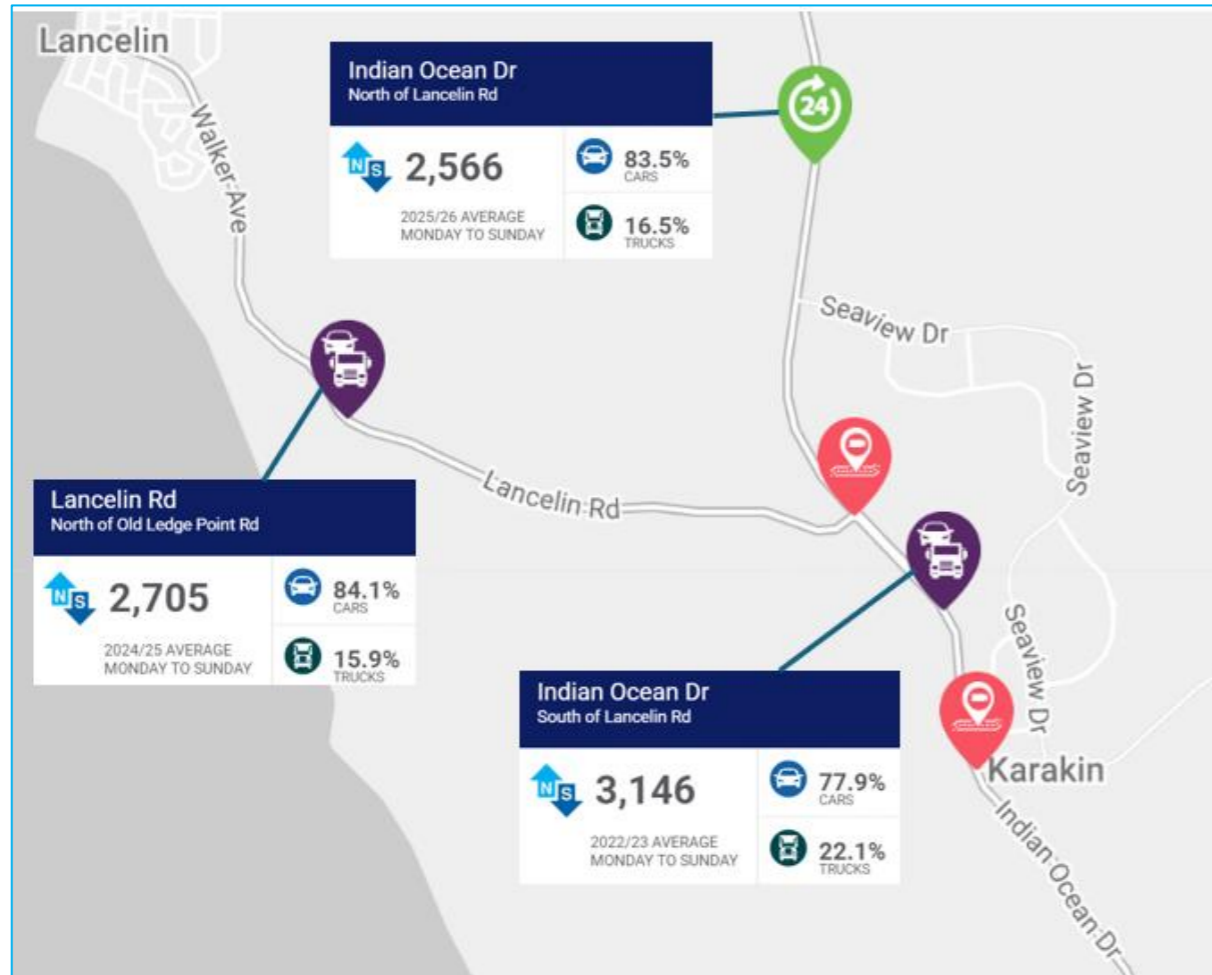 Lancelin
Walker Ave
Indian Ocean Dr
North of Lancelin Rd
N S
2,566
2025/26 AVERAGE
MONDAY TO SUNDAY
83.5%
CARS
16.5%
TRUCKS
24
Seaview Dr
Seaview Dr
Lancelin Rd
Lancelin Rd
North of Old Ledge Point Rd
N S
2,705
2024/25 AVERAGE
MONDAY TO SUNDAY
84.1%
CARS
15.9%
TRUCKS
Seaview Dr
Indian Ocean Dr
South of Lancelin Rd
N S
3,146
2022/23 AVERAGE
MONDAY TO SUNDAY
77.9%
CARS
22.1%
TRUCKS
Karakin
Indian Ocean Dr